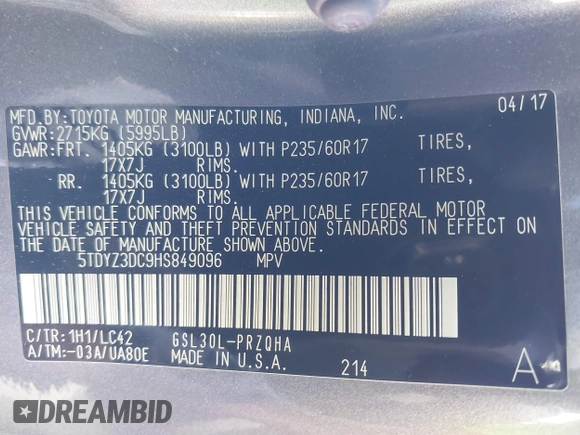 MFD.BY:TOYOTA MOTOR MANUFACTURING, INDIANA, INC. 04/17
GVWR:2715KG (5995LB)
GAWR:FRT. 1405KG (3100LB) WITH P235/60R17 TIRES,
17X7J RIMS.
RR. 1405KG (3100LB) WITH P235/60R17 TIRES,
17X7J RIMS.
THIS VEHICLE CONFORMS TO ALL APPLICABLE FEDERAL MOTOR
VEHICLE SAFETY AND THEFT PREVENTION STANDARDS IN EFFECT ON
THE DATE OF MANUFACTURE SHOWN ABOVE.
5TDYZ3DC9HS849096 MPV
C/TR:1H1/LC42 GSL30L-PRZQHA
A/TM:-03A/UA80E MADE IN U.S.A. 214 A
DREAMBID